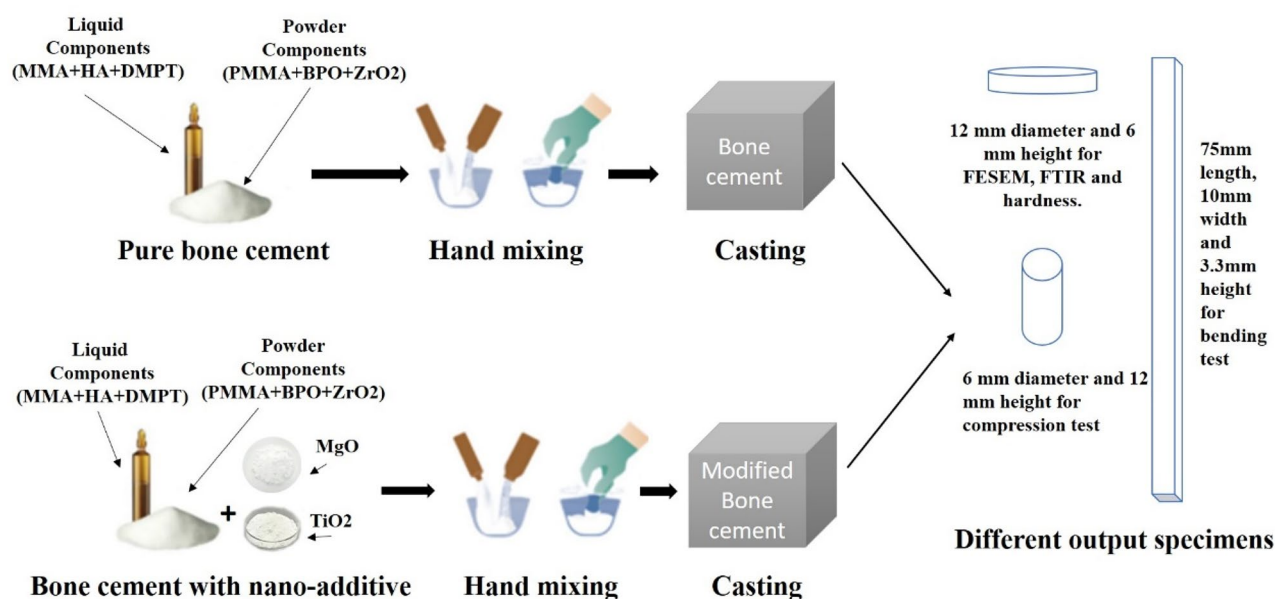 Liquid
Components
(MMA+HA+DMPT)
Powder
Components
(PMMA+BPO+ZrO2)
Pure bone cement
Hand mixing
Bone
cement
Casting
12 mm diameter and 6
mm height for
FESEM, FTIR and
hardness.
75mm
length,
10mm
width
and
3.3mm
height
for
bending
test
6 mm diameter and 12
mm height for
compression test
Different output specimens
Liquid
Components
(MMA+HA+DMPT)
Powder
Components
(PMMA+BPO+ZrO2)
MgO
+
TiO2
Bone cement with nano-additive
Hand mixing
Modified
Bone
cement
Casting